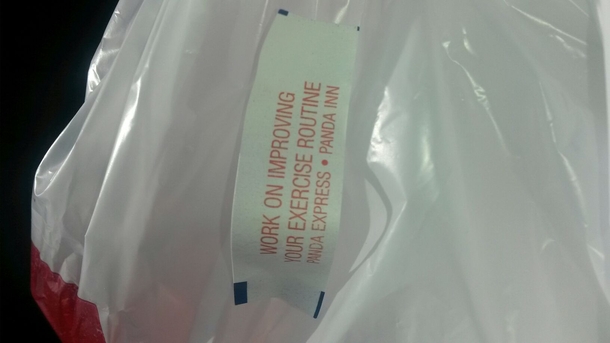 WORK ON IMPROVING
YOUR EXERCISE ROUTINE
PANDA EXPRESS • PANDA INN